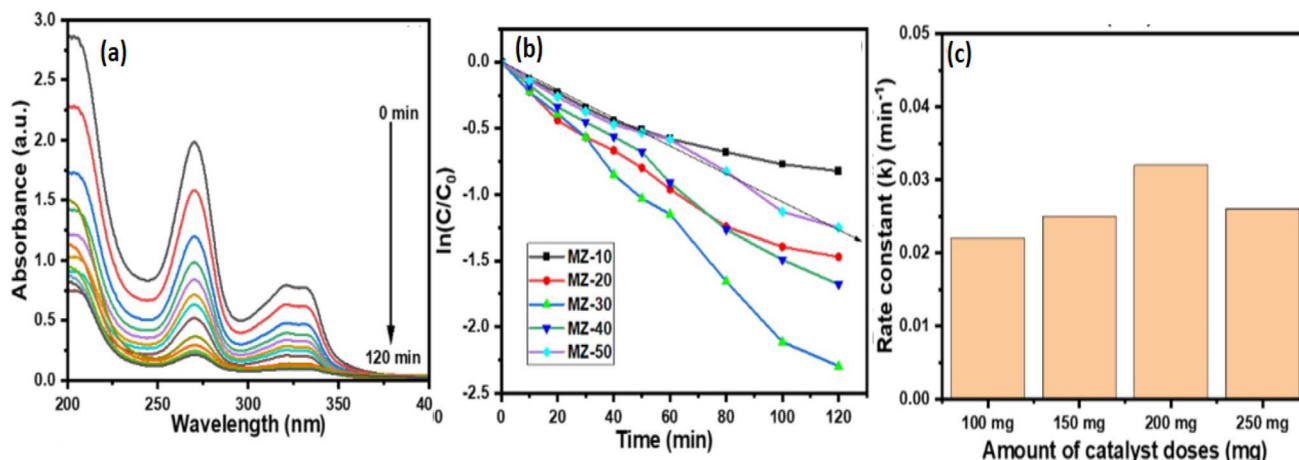 (a)
Absorbance (a.u.)
3.0
2.5
2.0
1.5
1.0
0.5
0.0
0 min
120 min
200 250 300 350 40
Wavelength (nm)
(b)
ln(C/C0)
0.0
-0.5
-1.0
-1.5
-2.0
-2.5
MZ-10
MZ-20
MZ-30
MZ-40
MZ-50
0 20 40 60 80 100 120
Time (min)
(c)
Rate constant (k) (min⁻¹)
0.05
0.04
0.03
0.02
0.01
0.00
100 mg 150 mg 200 mg 250 mg
Amount of catalyst doses (mg)